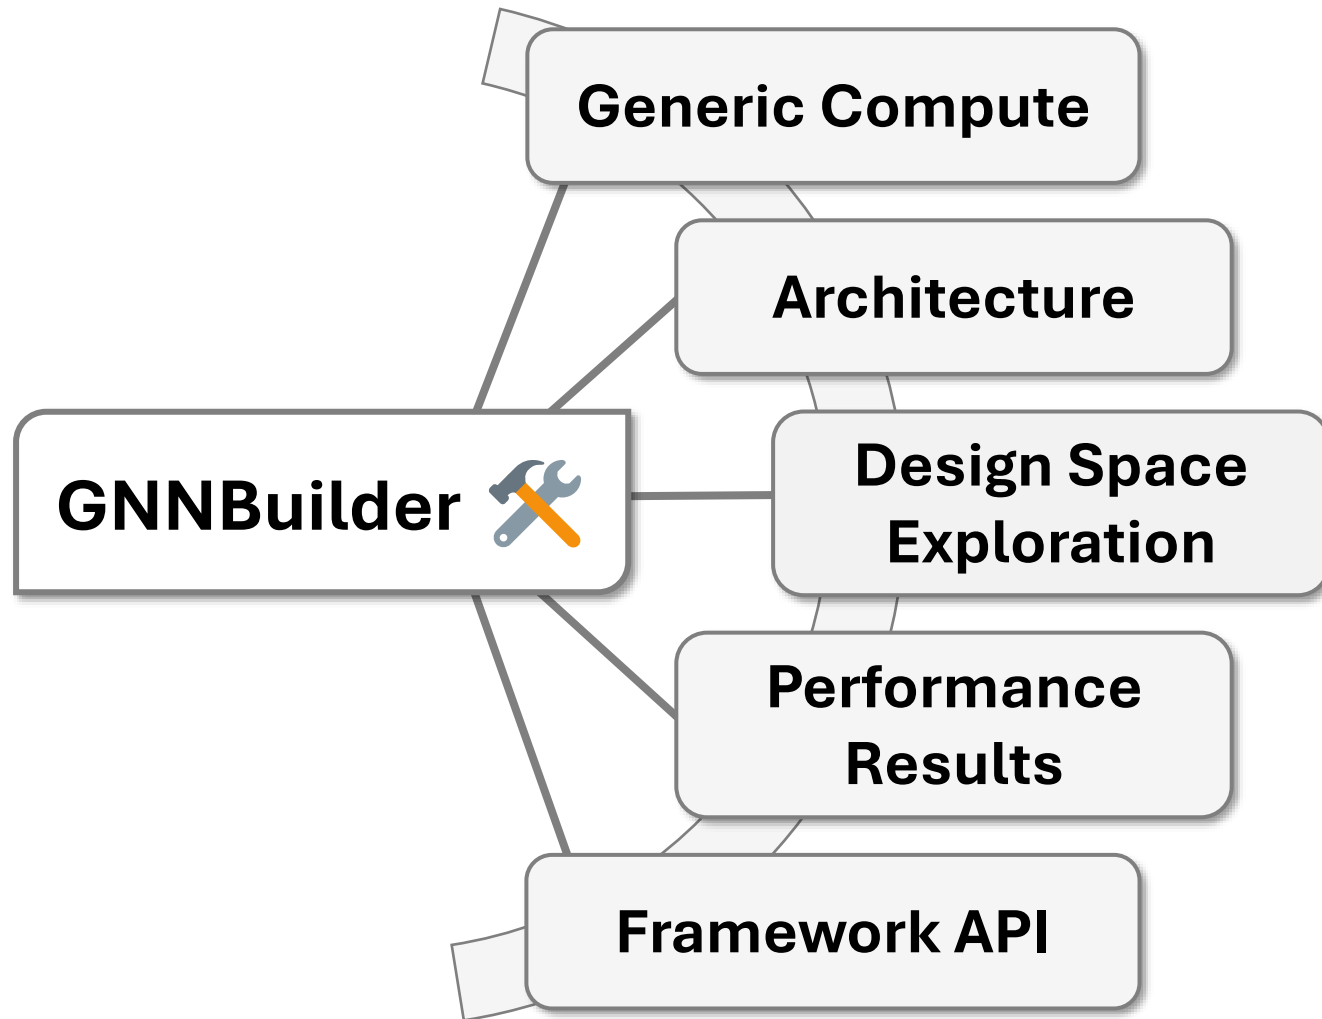 Generic Compute
Architecture
GNNBuilder
Design Space
Exploration
Performance
Results
Framework API